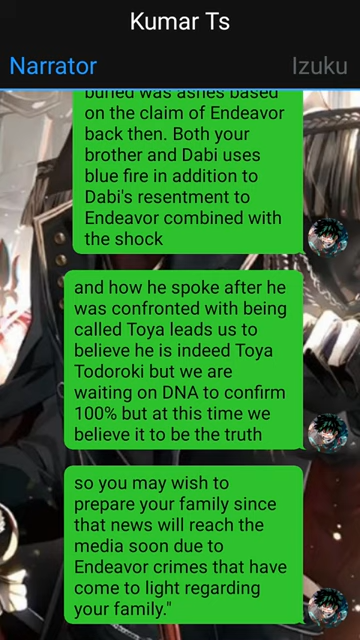 Kumar Ts
Narrator
Izuku
buried was ashes based
on the claim of Endeavor
back then. Both your
brother and Dabi uses
blue fire in addition to
Dabi's resentment to
Endeavor combined with
the shock
and how he spoke after he
was confronted with being
called Toya leads us to
believe he is indeed Toya
Todoroki but we are
waiting on DNA to confirm
100% but at this time we
believe it to be the truth
so you may wish to
prepare your family since
that news will reach the
media soon due to
Endeavor crimes that have
come to light regarding
your family."